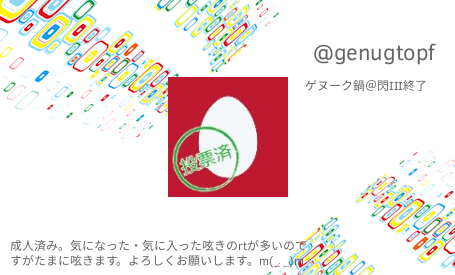 @genugtopf
ゲヌーク鍋@閃III終了
投票済
成人済み。気になった・気に入った呟きのrtが多いので
すがたまに呟きます。よろしくお願いします。m(_ _)m